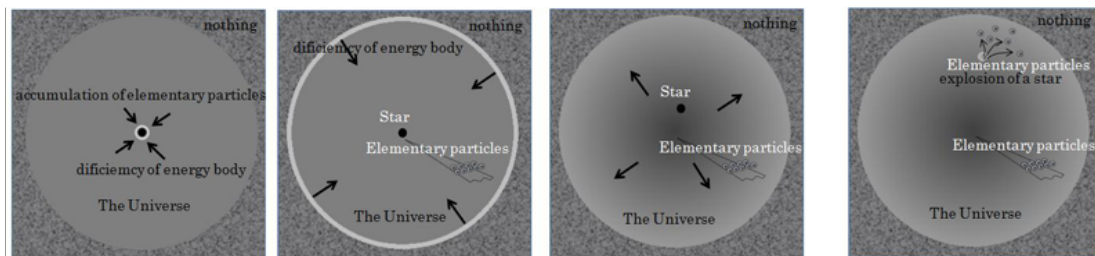 nothing
accumulation of elementary particles
dificiemcy of energy body
The Universe
nothing
dificiemcy of energy body
Star
Elementary particles
The Universe
nothing
Star
Elementary particles
The Universe
nothing
Elementary particles
explosion of a star
Elementary particles
The Universe